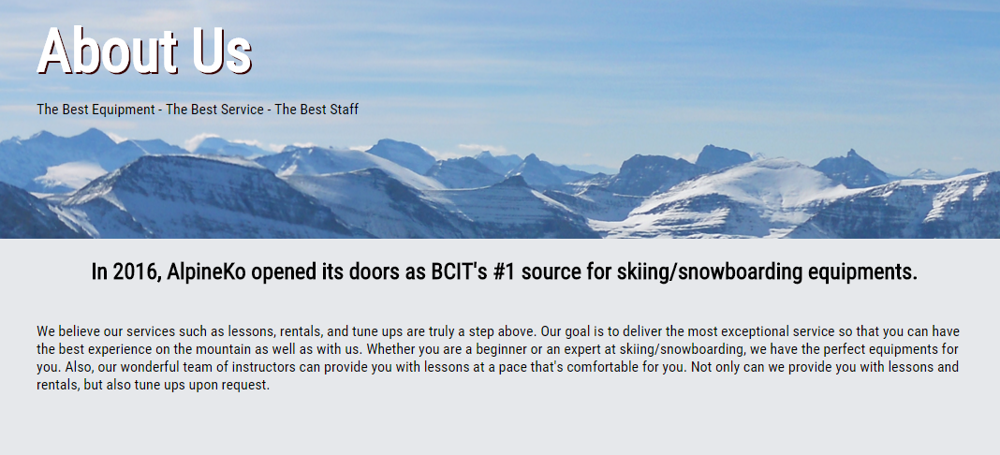 About Us
The Best Equipment - The Best Service - The Best Staff
In 2016, AlpineKo opened its doors as BCIT's #1 source for skiing/snowboarding equipments.
We believe our services such as lessons, rentals, and tune ups are truly a step above. Our goal is to deliver the most exceptional service so that you can have
the best experience on the mountain as well as with us. Whether you are a beginner or an expert at skiing/snowboarding, we have the perfect equipments for
you. Also, our wonderful team of instructors can provide you with lessons at a pace that's comfortable for you. Not only can we provide you with lessons and
rentals, but also tune ups upon request.